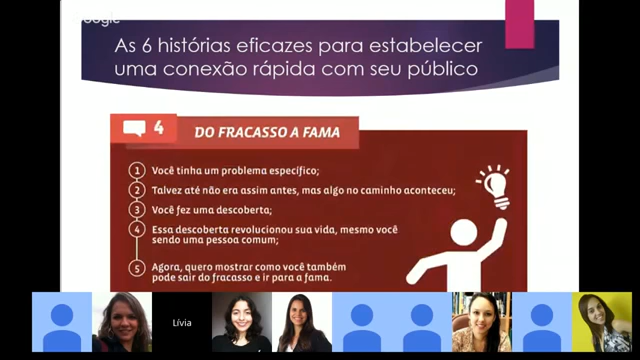 Google
As 6 histórias eficazes para estabelecer
uma conexão rápida com seu público
4
DO FRACASSO A FAMA
1 Você tinha um problema específico;
2 Talvez até não era assim antes, mas algo no caminho aconteceu;
3 Você fez uma descoberta;
4 Essa descoberta revolucionou sua vida, mesmo você
sendo uma pessoa comum;
5 Agora, quero mostrar como você também
pode sair do fracasso e ir para a fama.
Lívia